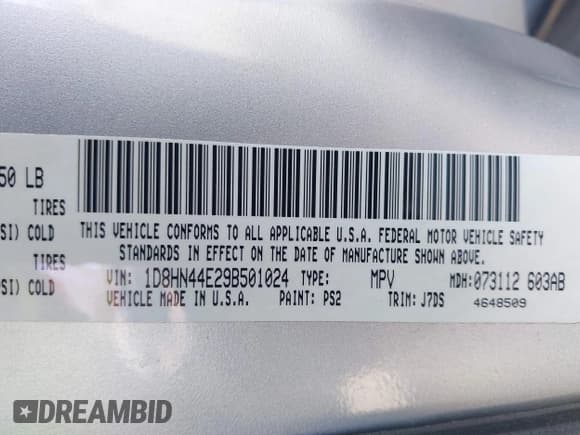 50 LB
TIRES
SI) COLD
TIRES
SI) COLD
THIS VEHICLE CONFORMS TO ALL APPLICABLE U.S.A. FEDERAL MOTOR VEHICLE SAFETY
STANDARDS IN EFFECT ON THE DATE OF MANUFACTURE SHOWN ABOVE.
VIN: 1D8HN44E29B501024 TYPE: MPV MDH: 073112 603AB
VEHICLE MADE IN U.S.A. PAINT: PS2 TRIM: J7DS 4648509
DREAMBID